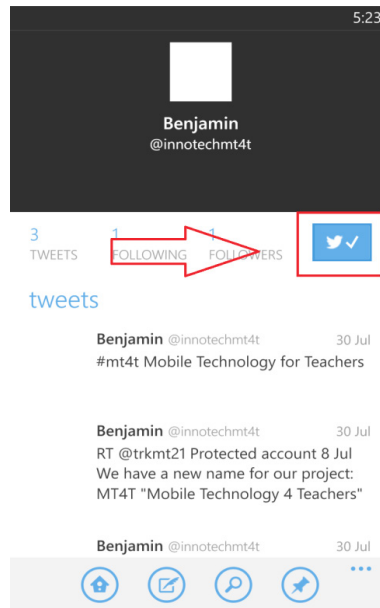 5:23
Benjamin
@innotechmt4t
3 1 1
TWEETS FOLLOWING FOLLOWERS
tweets
Benjamin @innotechmt4t 30 Jul
#mt4t Mobile Technology for Teachers
Benjamin @innotechmt4t 30 Jul
RT @trkmt21 Protected account 8 Jul
We have a new name for our project:
MT4T "Mobile Technology 4 Teachers"
Benjamin @innotechmt4t 30 Jul